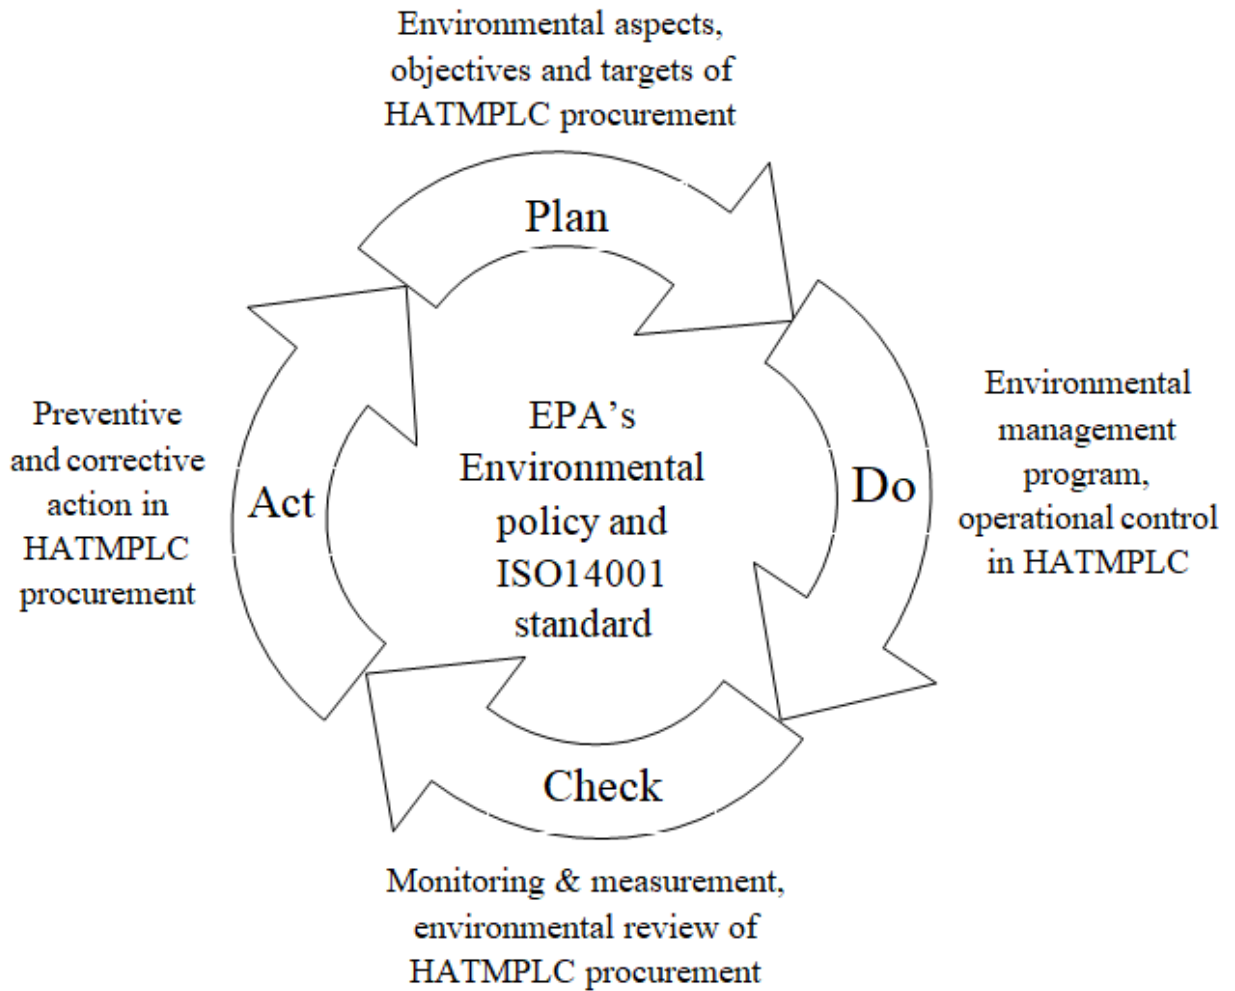 Environmental aspects,
objectives and targets of
HATMPLC procurement
Plan
Environmental
management
program,
operational control
in HATMPLC
Do
EPA’s
Environmental
policy and
ISO14001
standard
Preventive
and corrective
action in
HATMPLC
procurement
Act
Check
Monitoring & measurement,
environmental review of
HATMPLC procurement